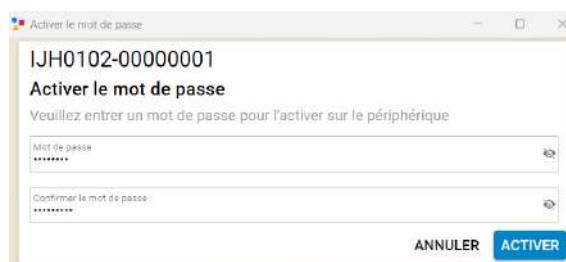 Activer le mot de passe
IJH0102-00000001
Activer le mot de passe
Veuillez entrer un mot de passe pour l'activer sur le périphérique
Mot de passe
••••••••
Confirmer le mot de passe
•••••••••
ANNULER ACTIVER